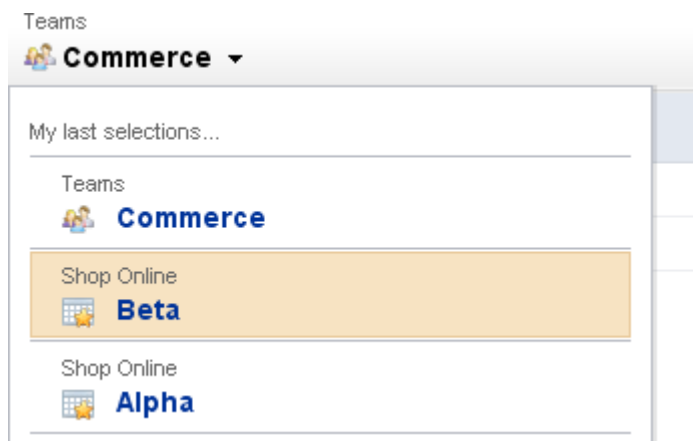 Teams
Commerce
My last selections...
Teams
Commerce
Shop Online
Beta
Shop Online
Alpha